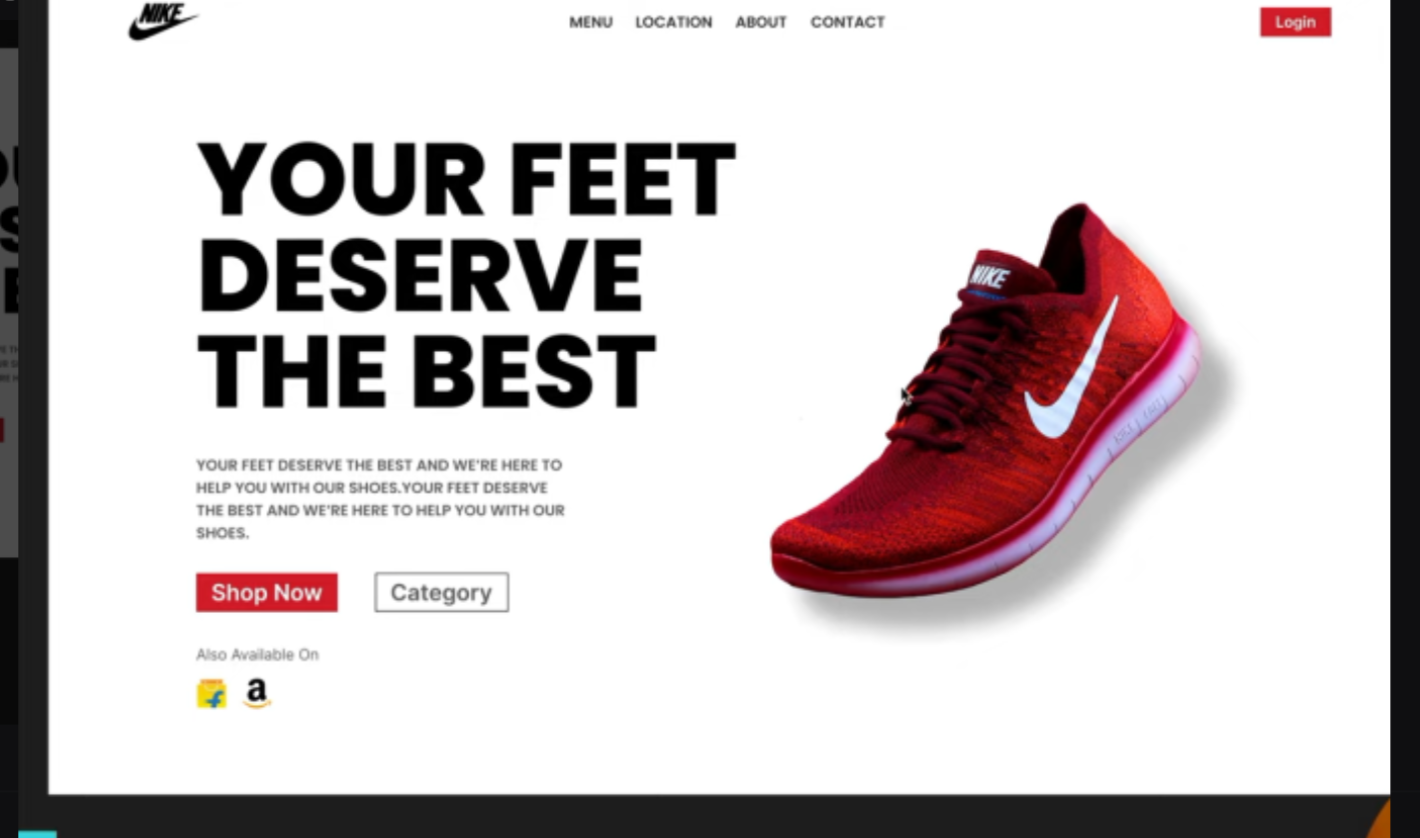 NIKE
MENU LOCATION ABOUT CONTACT
Login
YOUR FEET
DESERVE
THE BEST
NIKE
YOUR FEET DESERVE THE BEST AND WE'RE HERE TO
HELP YOU WITH OUR SHOES.YOUR FEET DESERVE
THE BEST AND WE'RE HERE TO HELP YOU WITH OUR
SHOES.
Shop Now
Category
Also Available On